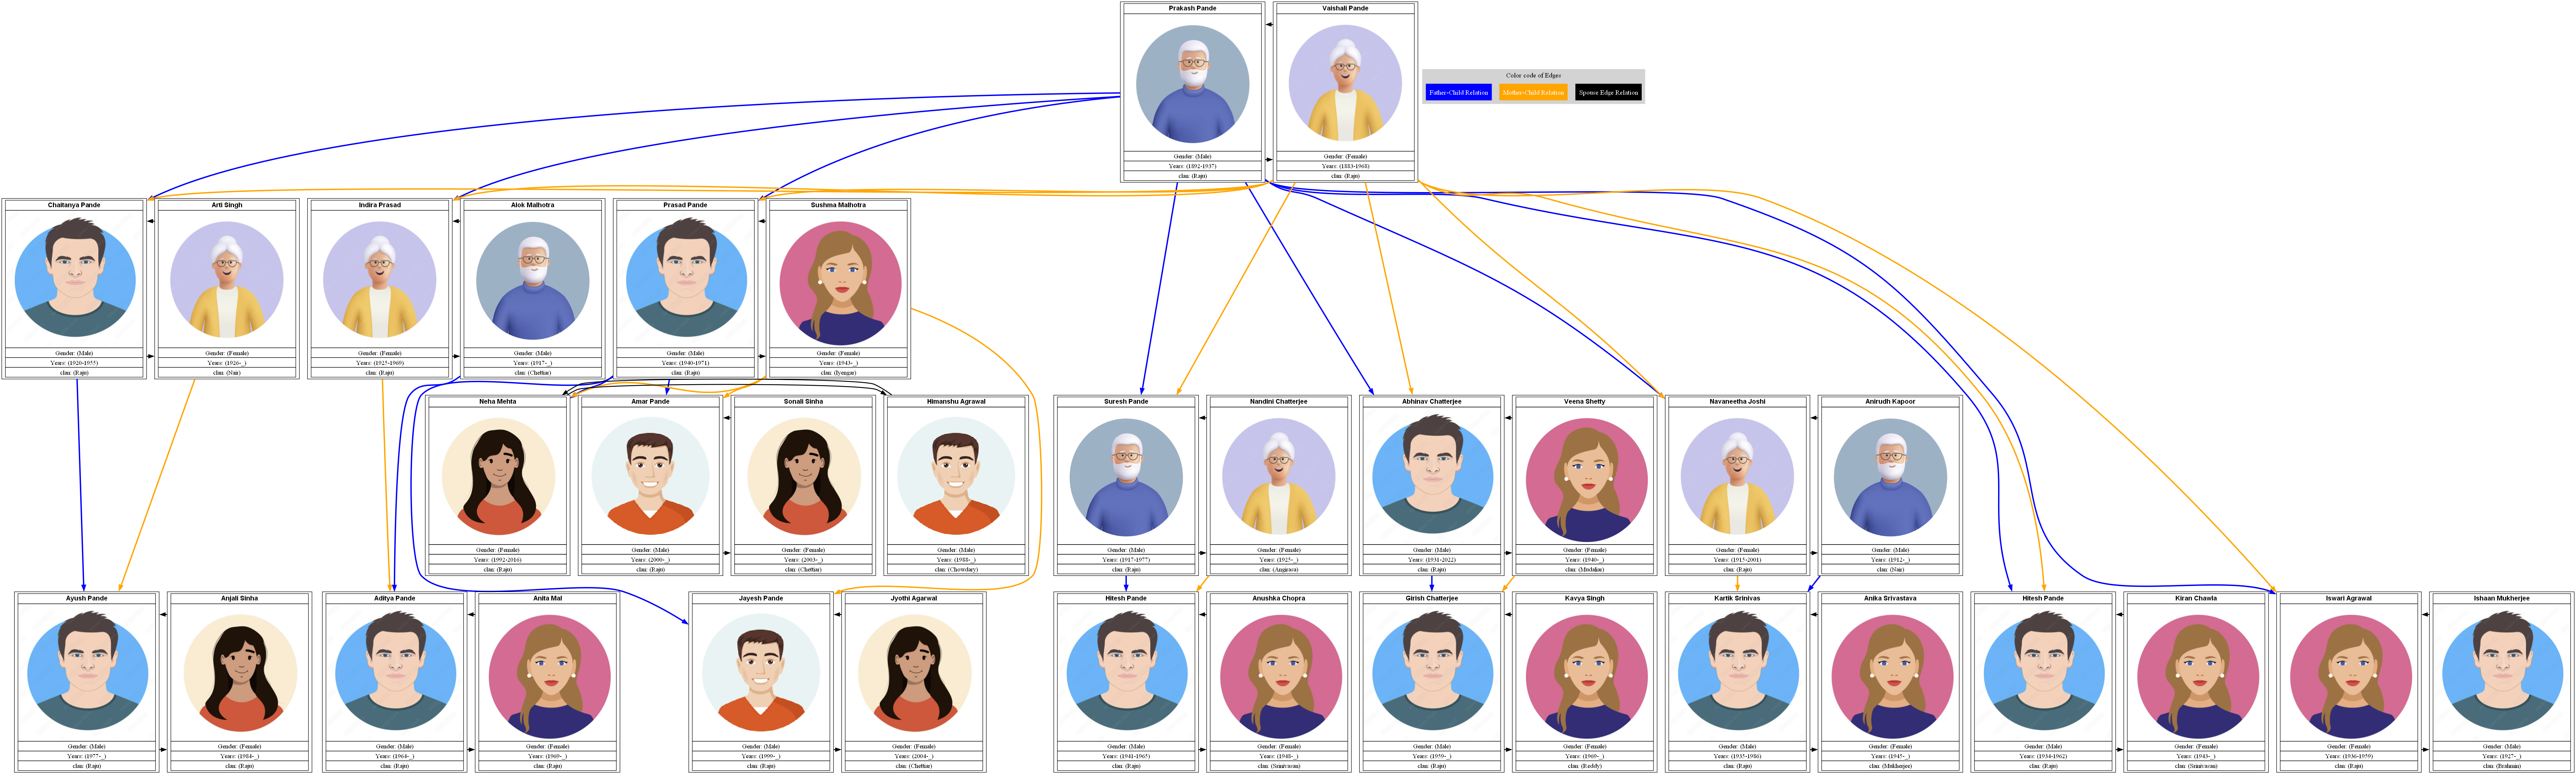 Prakash Pande
Gender: (Male)
Years: (1892-1937)
clan: (Raju)
Vaishali Pande
Gender: (Female)
Years: (1883-1968)
clan: (Raju)
Color code of Edges
Father-Child Relation
Mother-Child Relation
Spouse Edge Relation
Chaitanya Pande
Gender: (Male)
Years: (1920-1955)
clan: (Raju)
Arti Singh
Gender: (Female)
Years: (1926-_)
clan: (Nair)
Indira Prasad
Gender: (Female)
Years: (1925-1969)
clan: (Raju)
Alok Malhotra
Gender: (Male)
Years: (1917-_)
clan: (Chettiar)
Prasad Pande
Gender: (Male)
Years: (1940-1971)
clan: (Raju)
Sushma Malhotra
Gender: (Female)
Years: (1943-_)
clan: (Iyengar)
Neha Mehta
Gender: (Female)
Years: (1992-2016)
clan: (Raju)
Amar Pande
Gender: (Male)
Years: (2000-_)
clan: (Raju)
Sonali Sinha
Gender: (Female)
Years: (2003-_)
clan: (Chettiar)
Himanshu Agrawal
Gender: (Male)
Years: (1988-_)
clan: (Chowdary)
Suresh Pande
Gender: (Male)
Years: (1917-1977)
clan: (Raju)
Nandini Chatterjee
Gender: (Female)
Years: (1923-_)
clan: (Angirasa)
Abhinav Chatterjee
Gender: (Male)
Years: (1931-2022)
clan: (Raju)
Veena Shetty
Gender: (Female)
Years: (1940-_)
clan: (Mudaliar)
Navaneetha Joshi
Gender: (Female)
Years: (1915-2001)
clan: (Raju)
Anirudh Kapoor
Gender: (Male)
Years: (1912-_)
clan: (Nair)
Ayush Pande
Gender: (Male)
Years: (1977-_)
clan: (Raju)
Anjali Sinha
Gender: (Female)
Years: (1984-_)
clan: (Raju)
Aditya Pande
Gender: (Male)
Years: (1964-_)
clan: (Raju)
Anita Mal
Gender: (Female)
Years: (1969-_)
clan: (Raju)
Jayesh Pande
Gender: (Male)
Years: (1999-_)
clan: (Raju)
Jyothi Agarwal
Gender: (Female)
Years: (2004-_)
clan: (Chettiar)
Hitesh Pande
Gender: (Male)
Years: (1941-1965)
clan: (Raju)
Anushka Chopra
Gender: (Female)
Years: (1948-_)
clan: (Srinivasan)
Girish Chatterjee
Gender: (Male)
Years: (1959-_)
clan: (Raju)
Kavya Singh
Gender: (Female)
Years: (1969-_)
clan: (Reddy)
Kartik Srinivas
Gender: (Male)
Years: (1935-1986)
clan: (Raju)
Anika Srivastava
Gender: (Female)
Years: (1945-_)
clan: (Mukherjee)
Hitesh Pande
Gender: (Male)
Years: (1934-1962)
clan: (Raju)
Kiran Chawla
Gender: (Female)
Years: (1943-_)
clan: (Srinivasan)
Iswari Agrawal
Gender: (Female)
Years: (1936-1959)
clan: (Raju)
Ishaan Mukherjee
Gender: (Male)
Years: (1927-_)
clan: (Brahmin)